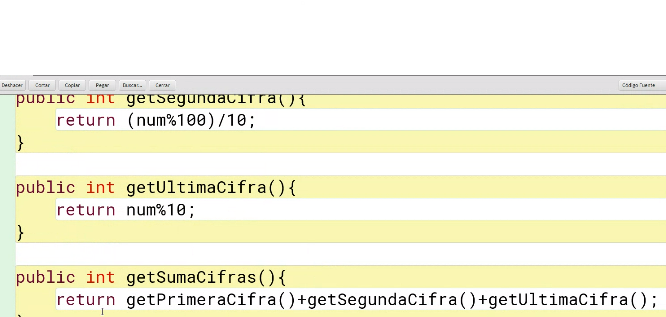 Deshacer Cortar Copiar Pegar Buscar... Cerrar Código Fuente
public int getSegundaCifra(){
return (num%100)/10;
}
public int getUltimaCifra(){
return num%10;
}
public int getSumaCifras(){
return getPrimeraCifra()+getSegundaCifra()+getUltimaCifra();